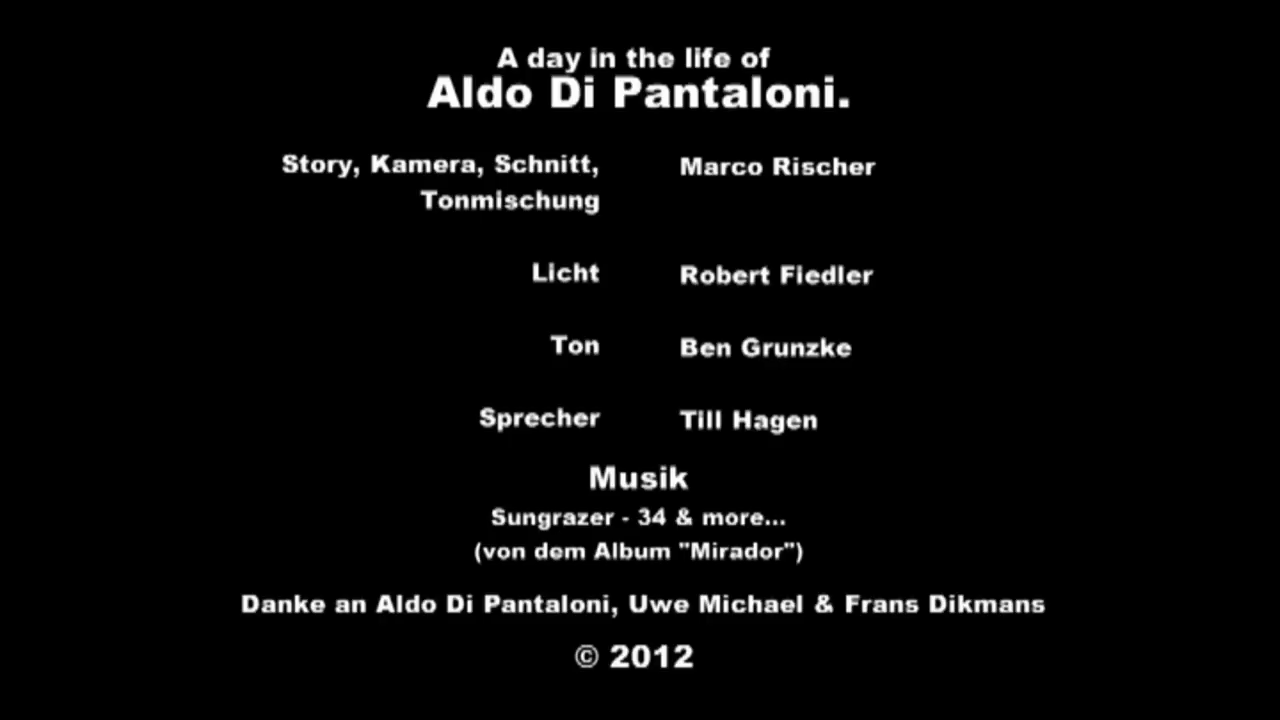 A day in the life of
Aldo Di Pantaloni.
Story, Kamera, Schnitt, Marco Rischer
Tonmischung
Licht Robert Fiedler
Ton Ben Grunzke
Sprecher Till Hagen
Musik
Sungrazer - 34 & more...
(von dem Album "Mirador")
Danke an Aldo Di Pantaloni, Uwe Michael & Frans Dikmans
© 2012